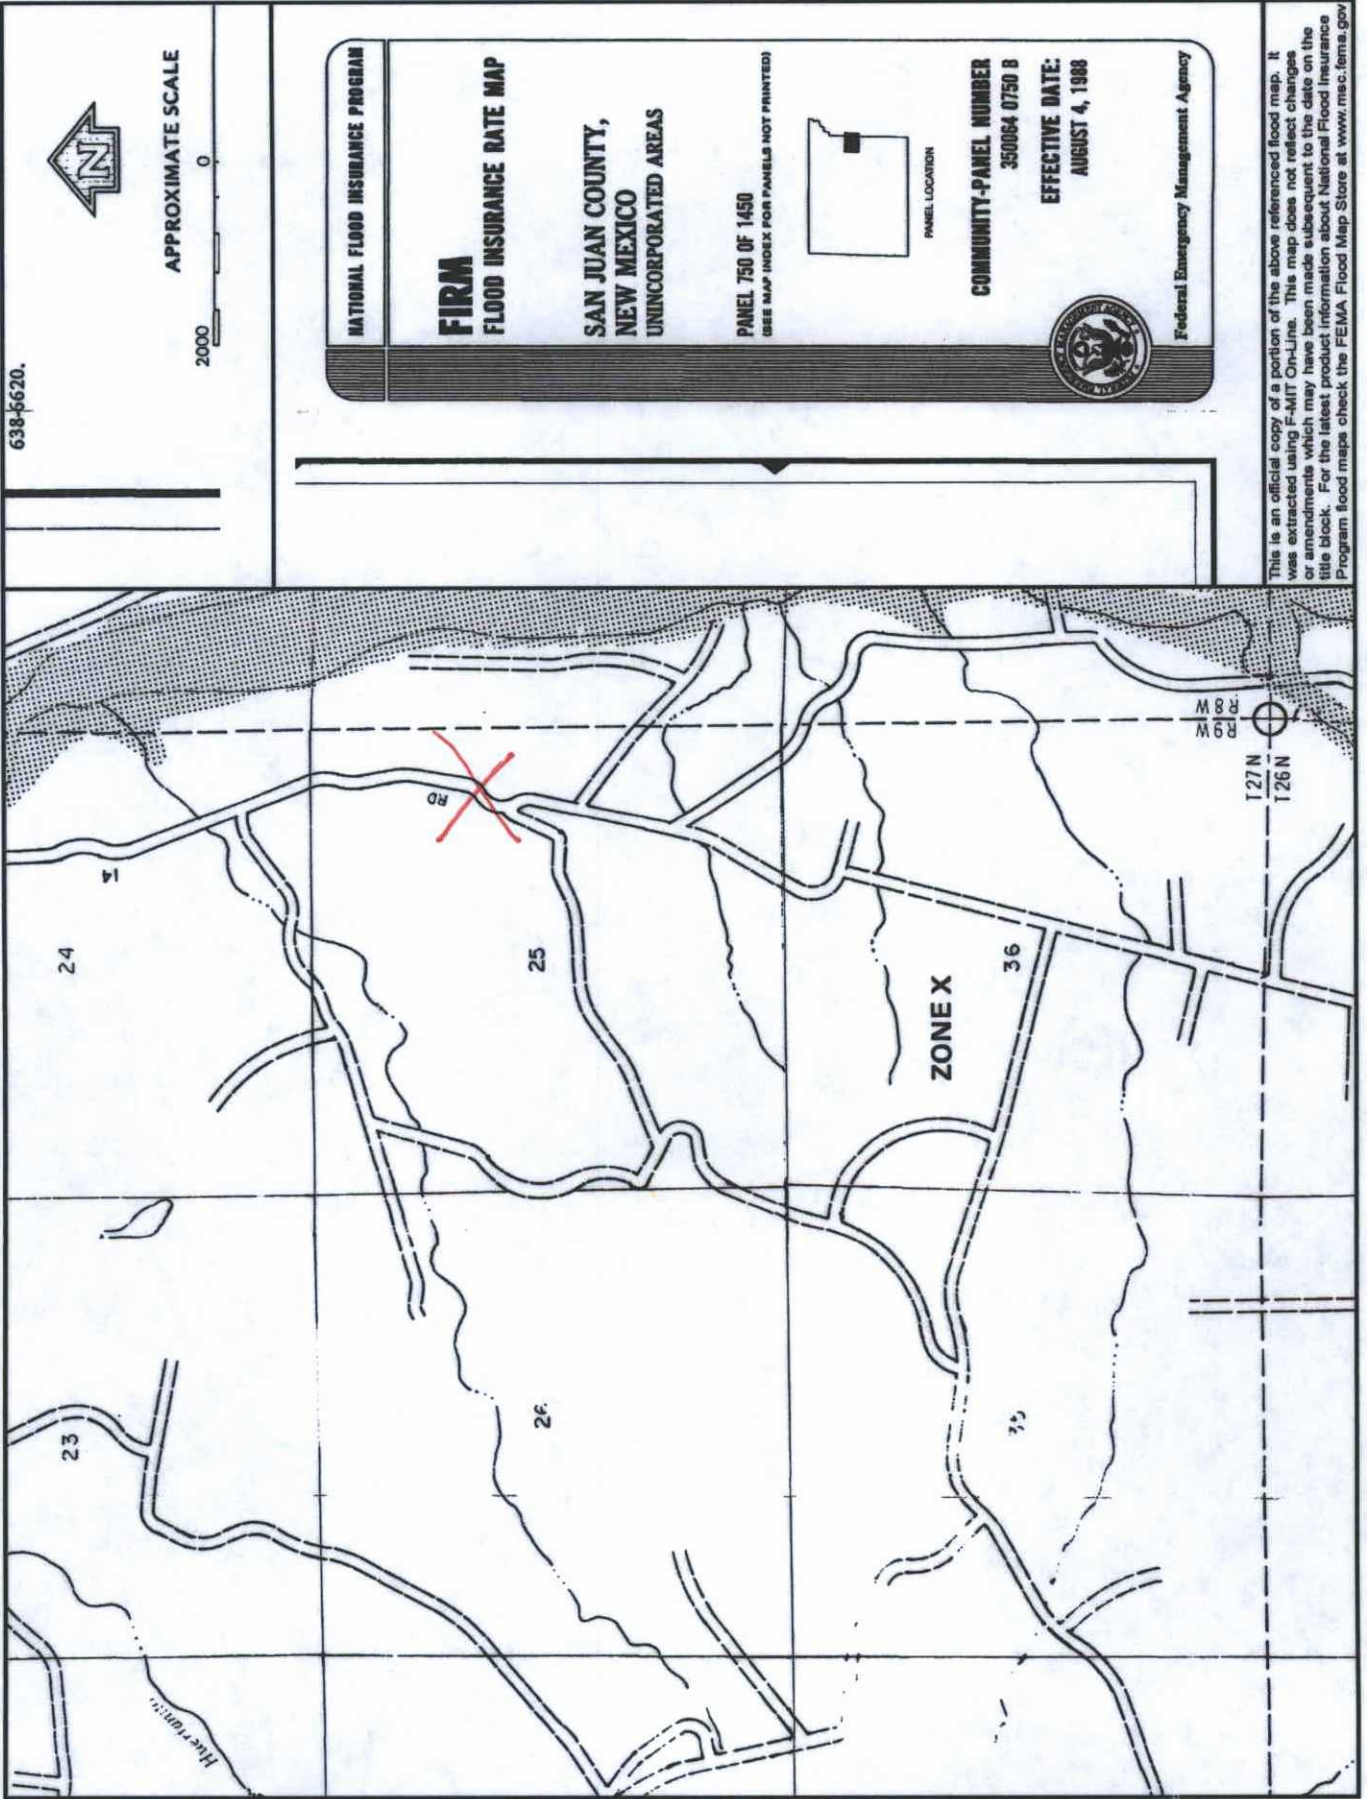 638-6620.
APPROXIMATE SCALE
2000 0
N
NATIONAL FLOOD INSURANCE PROGRAM
FIRM
FLOOD INSURANCE RATE MAP
SAN JUAN COUNTY,
NEW MEXICO
UNINCORPORATED AREAS
PANEL 750 OF 1450
(SEE MAP INDEX FOR PANELS NOT PRINTED)
PANEL LOCATION
COMMUNITY-PANEL NUMBER
350064 0750 B
EFFECTIVE DATE:
AUGUST 4, 1988
Federal Emergency Management Agency
This is an official copy of a portion of the above referenced flood map. It
was extracted using F-MIT On-Line. This map does not reflect changes
or amendments which may have been made subsequent to the date on the
title block. For the latest product information about National Flood Insurance
Program flood maps check the FEMA Flood Map Store at www.msc.fema.gov
23
24
14
RD
26
25
ZONE X
35
36
R 9 W
R 8 W
T 27 N
T 26 N